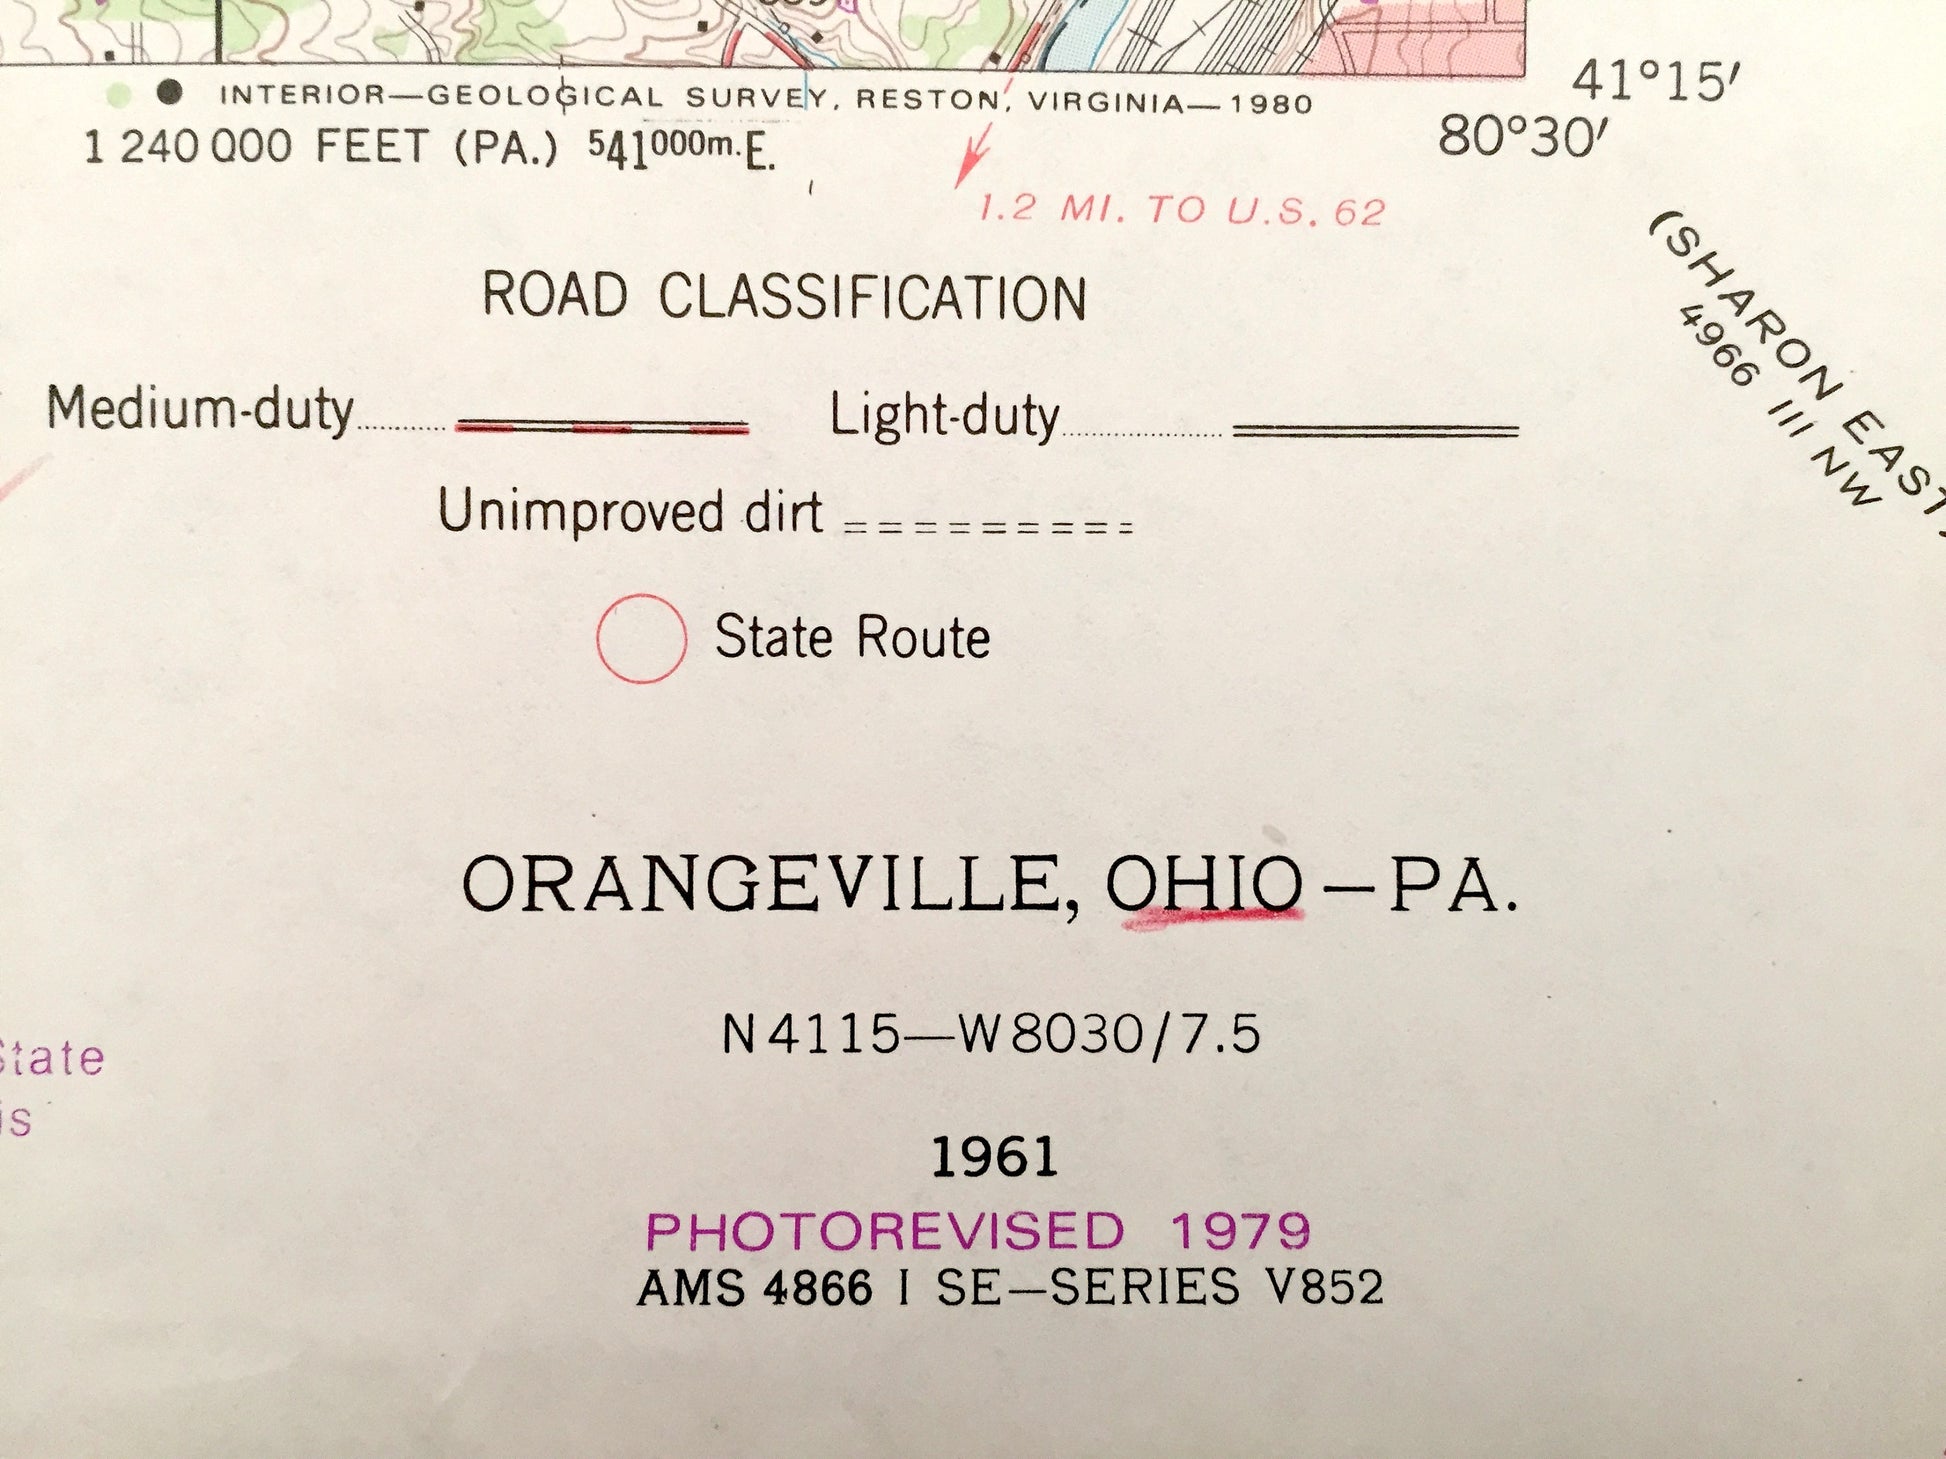 INTERIOR—GEOLOGICAL SURVEY, RESTON, VIRGINIA—1980
41°15′
1 240 000 FEET (PA.) 541000m.E.
80°30′
1.2 MI. TO U.S. 62
(SHARON EAST)
4966 III NW
ROAD CLASSIFICATION
Medium-duty Light-duty
Unimproved dirt
State Route
ORANGEVILLE, OHIO – PA.
N4115—W8030/7.5
State
is
1961
PHOTOREVISED 1979
AMS 4866 I SE—SERIES V852